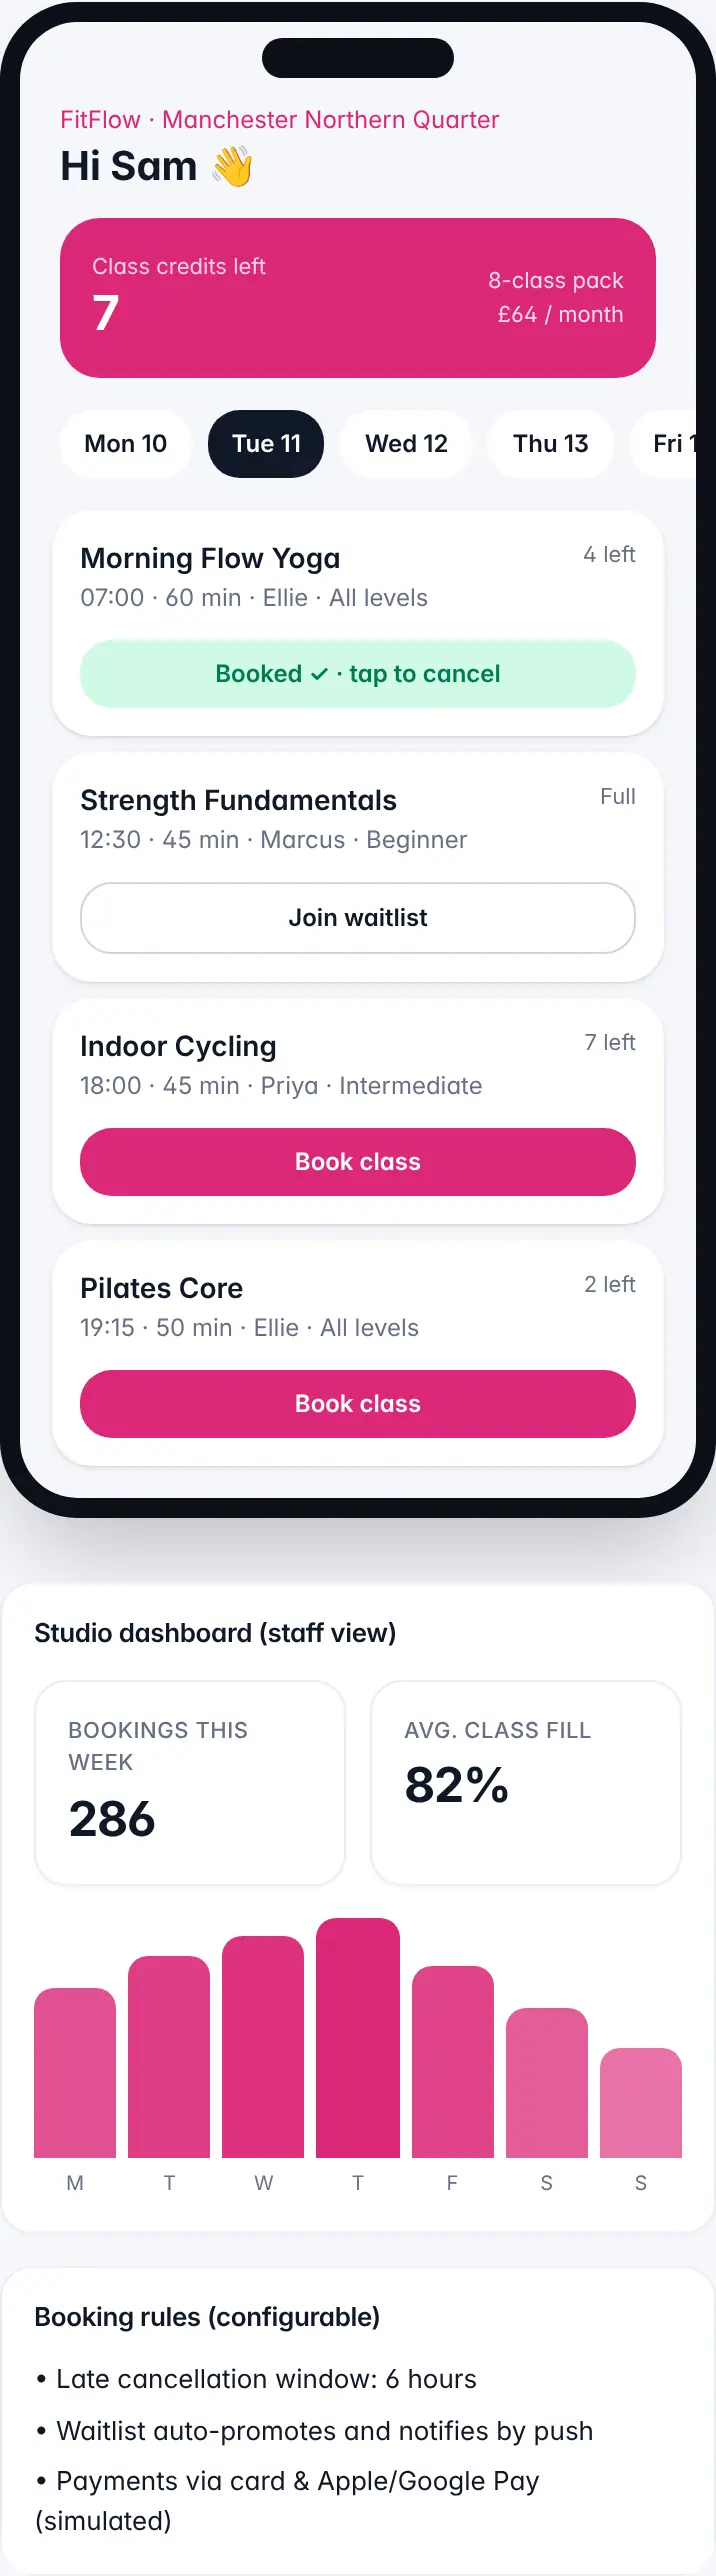 FitFlow · Manchester Northern Quarter
Hi Sam 👋
Class credits left
7
8-class pack
£64 / month
Mon 10
Tue 11
Wed 12
Thu 13
Fri 1
Morning Flow Yoga
4 left
07:00 · 60 min · Ellie · All levels
Booked ✓ · tap to cancel
Strength Fundamentals
Full
12:30 · 45 min · Marcus · Beginner
Join waitlist
Indoor Cycling
7 left
18:00 · 45 min · Priya · Intermediate
Book class
Pilates Core
2 left
19:15 · 50 min · Ellie · All levels
Book class
Studio dashboard (staff view)
BOOKINGS THIS
WEEK
286
AVG. CLASS FILL
82%
M
T
W
T
F
S
S
Booking rules (configurable)
• Late cancellation window: 6 hours
• Waitlist auto-promotes and notifies by push
• Payments via card & Apple/Google Pay
(simulated)